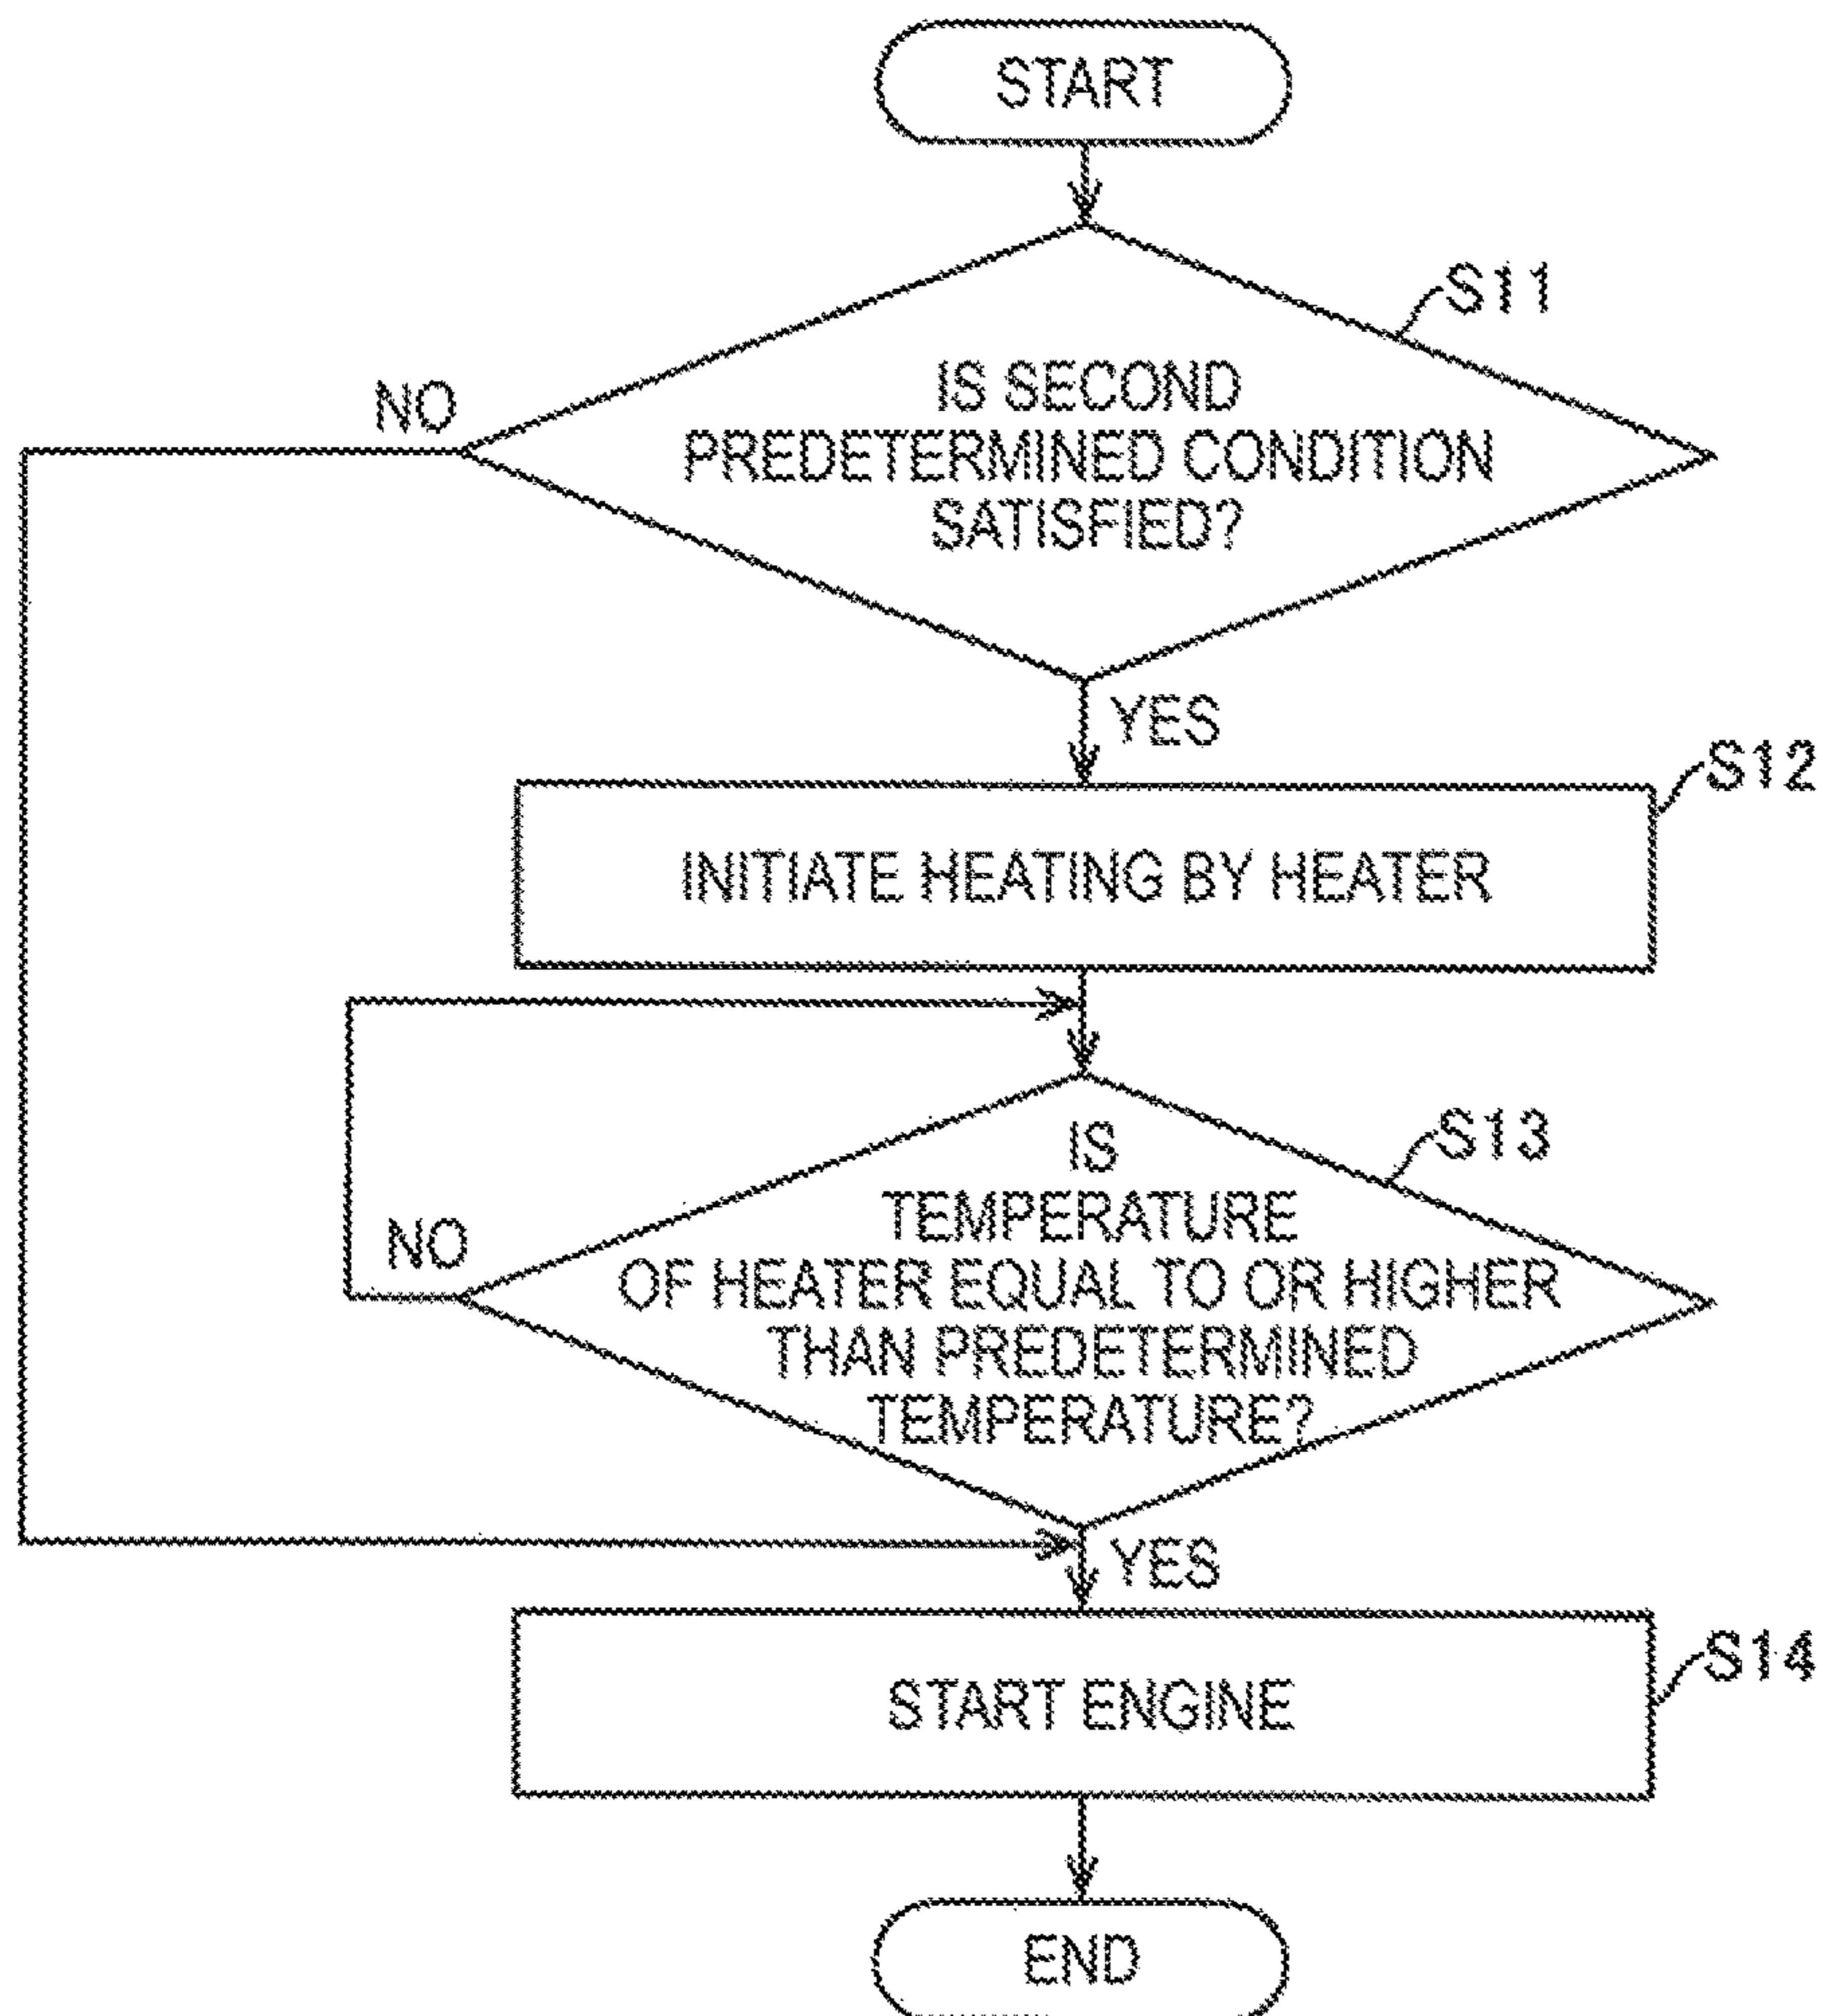 START
S11
IS SECOND
PREDETERMINED CONDITION
SATISFIED?
NO
YES
S12
INITIATE HEATING BY HEATER
S13
IS
TEMPERATURE
OF HEATER EQUAL TO OR HIGHER
THAN PREDETERMINED
TEMPERATURE?
NO
YES
S14
START ENGINE
END